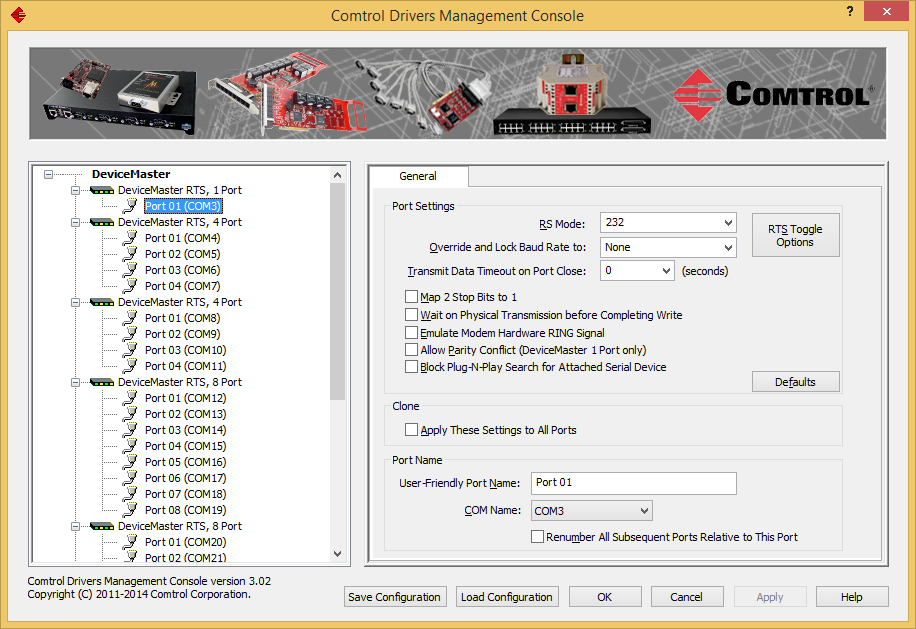 Comtrol Drivers Management Console
?
COMTROL®
DeviceMaster
DeviceMaster RTS, 1 Port
Port 01 (COM3)
DeviceMaster RTS, 4 Port
Port 01 (COM4)
Port 02 (COM5)
Port 03 (COM6)
Port 04 (COM7)
DeviceMaster RTS, 4 Port
Port 01 (COM8)
Port 02 (COM9)
Port 03 (COM10)
Port 04 (COM11)
DeviceMaster RTS, 8 Port
Port 01 (COM12)
Port 02 (COM13)
Port 03 (COM14)
Port 04 (COM15)
Port 05 (COM16)
Port 06 (COM17)
Port 07 (COM18)
Port 08 (COM19)
DeviceMaster RTS, 8 Port
Port 01 (COM20)
Port 02 (COM21)
General
Port Settings
RS Mode: 232
Override and Lock Baud Rate to: None
Transmit Data Timeout on Port Close: 0 (seconds)
RTS Toggle
Options
Map 2 Stop Bits to 1
Wait on Physical Transmission before Completing Write
Emulate Modem Hardware RING Signal
Allow Parity Conflict (DeviceMaster 1 Port only)
Block Plug-N-Play Search for Attached Serial Device
Defaults
Clone
Apply These Settings to All Ports
Port Name
User-Friendly Port Name: Port 01
COM Name: COM3
Renumber All Subsequent Ports Relative to This Port
Comtrol Drivers Management Console version 3.02
Copyright (C) 2011-2014 Comtrol Corporation.
Save Configuration Load Configuration OK Cancel Apply Help